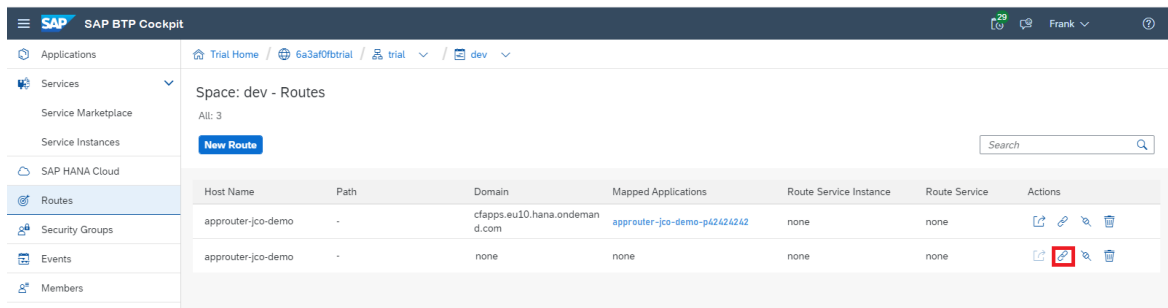 SAP SAP BTP Cockpit 29 Frank
Applications
Trial Home / 6a3af0fbtrial / trial / dev
Services
Service Marketplace
Service Instances
SAP HANA Cloud
Routes
Security Groups
Events
Members
Space: dev - Routes
All: 3
New Route
Search
Host Name Path Domain Mapped Applications Route Service Instance Route Service Actions
approuter-jco-demo - cfapps.eu10.hana.ondeman approuter-jco-demo-p42424242 none none
d.com
approuter-jco-demo - none none none none